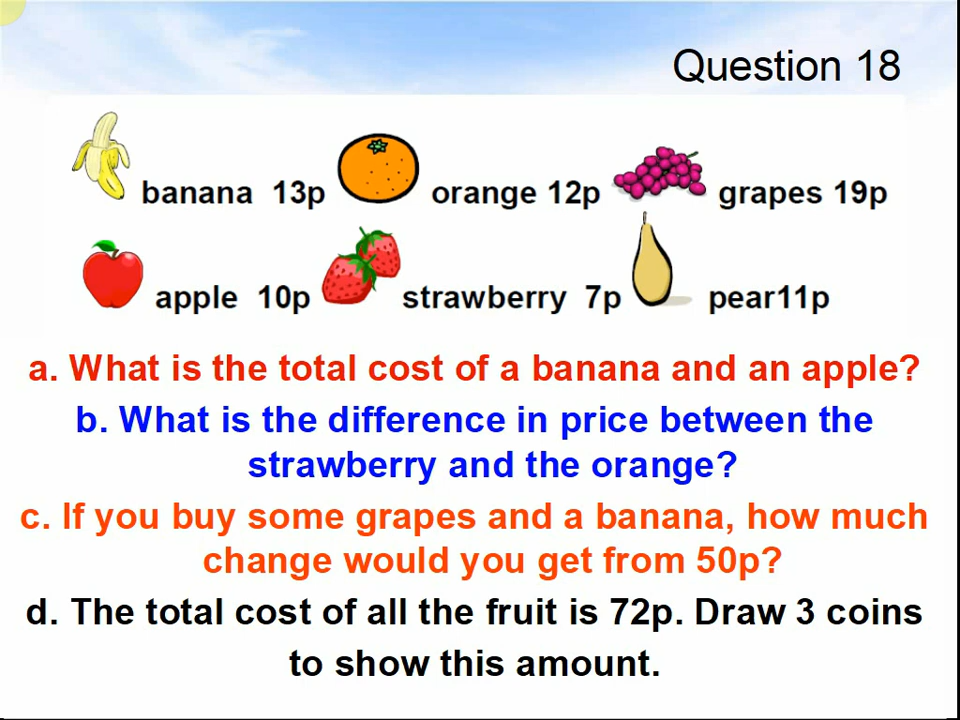 Question 18
banana 13p orange 12p grapes 19p
apple 10p strawberry 7p pear11p
a. What is the total cost of a banana and an apple?
b. What is the difference in price between the
strawberry and the orange?
c. If you buy some grapes and a banana, how much
change would you get from 50p?
d. The total cost of all the fruit is 72p. Draw 3 coins
to show this amount.